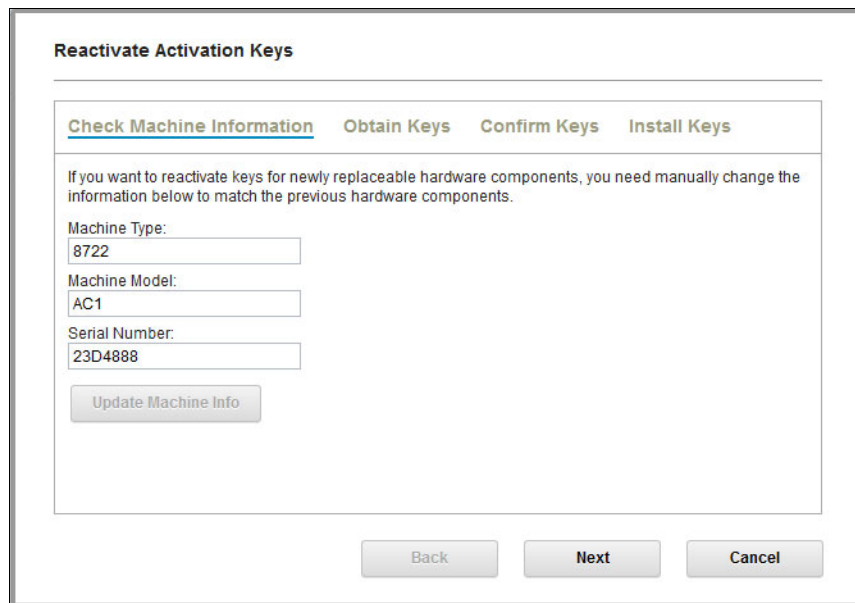 Reactivate Activation Keys
Check Machine Information Obtain Keys Confirm Keys Install Keys
If you want to reactivate keys for newly replaceable hardware components, you need manually change the
information below to match the previous hardware components.
Machine Type:
8722
Machine Model:
AC1
Serial Number:
23D4888
Update Machine Info
Back Next Cancel